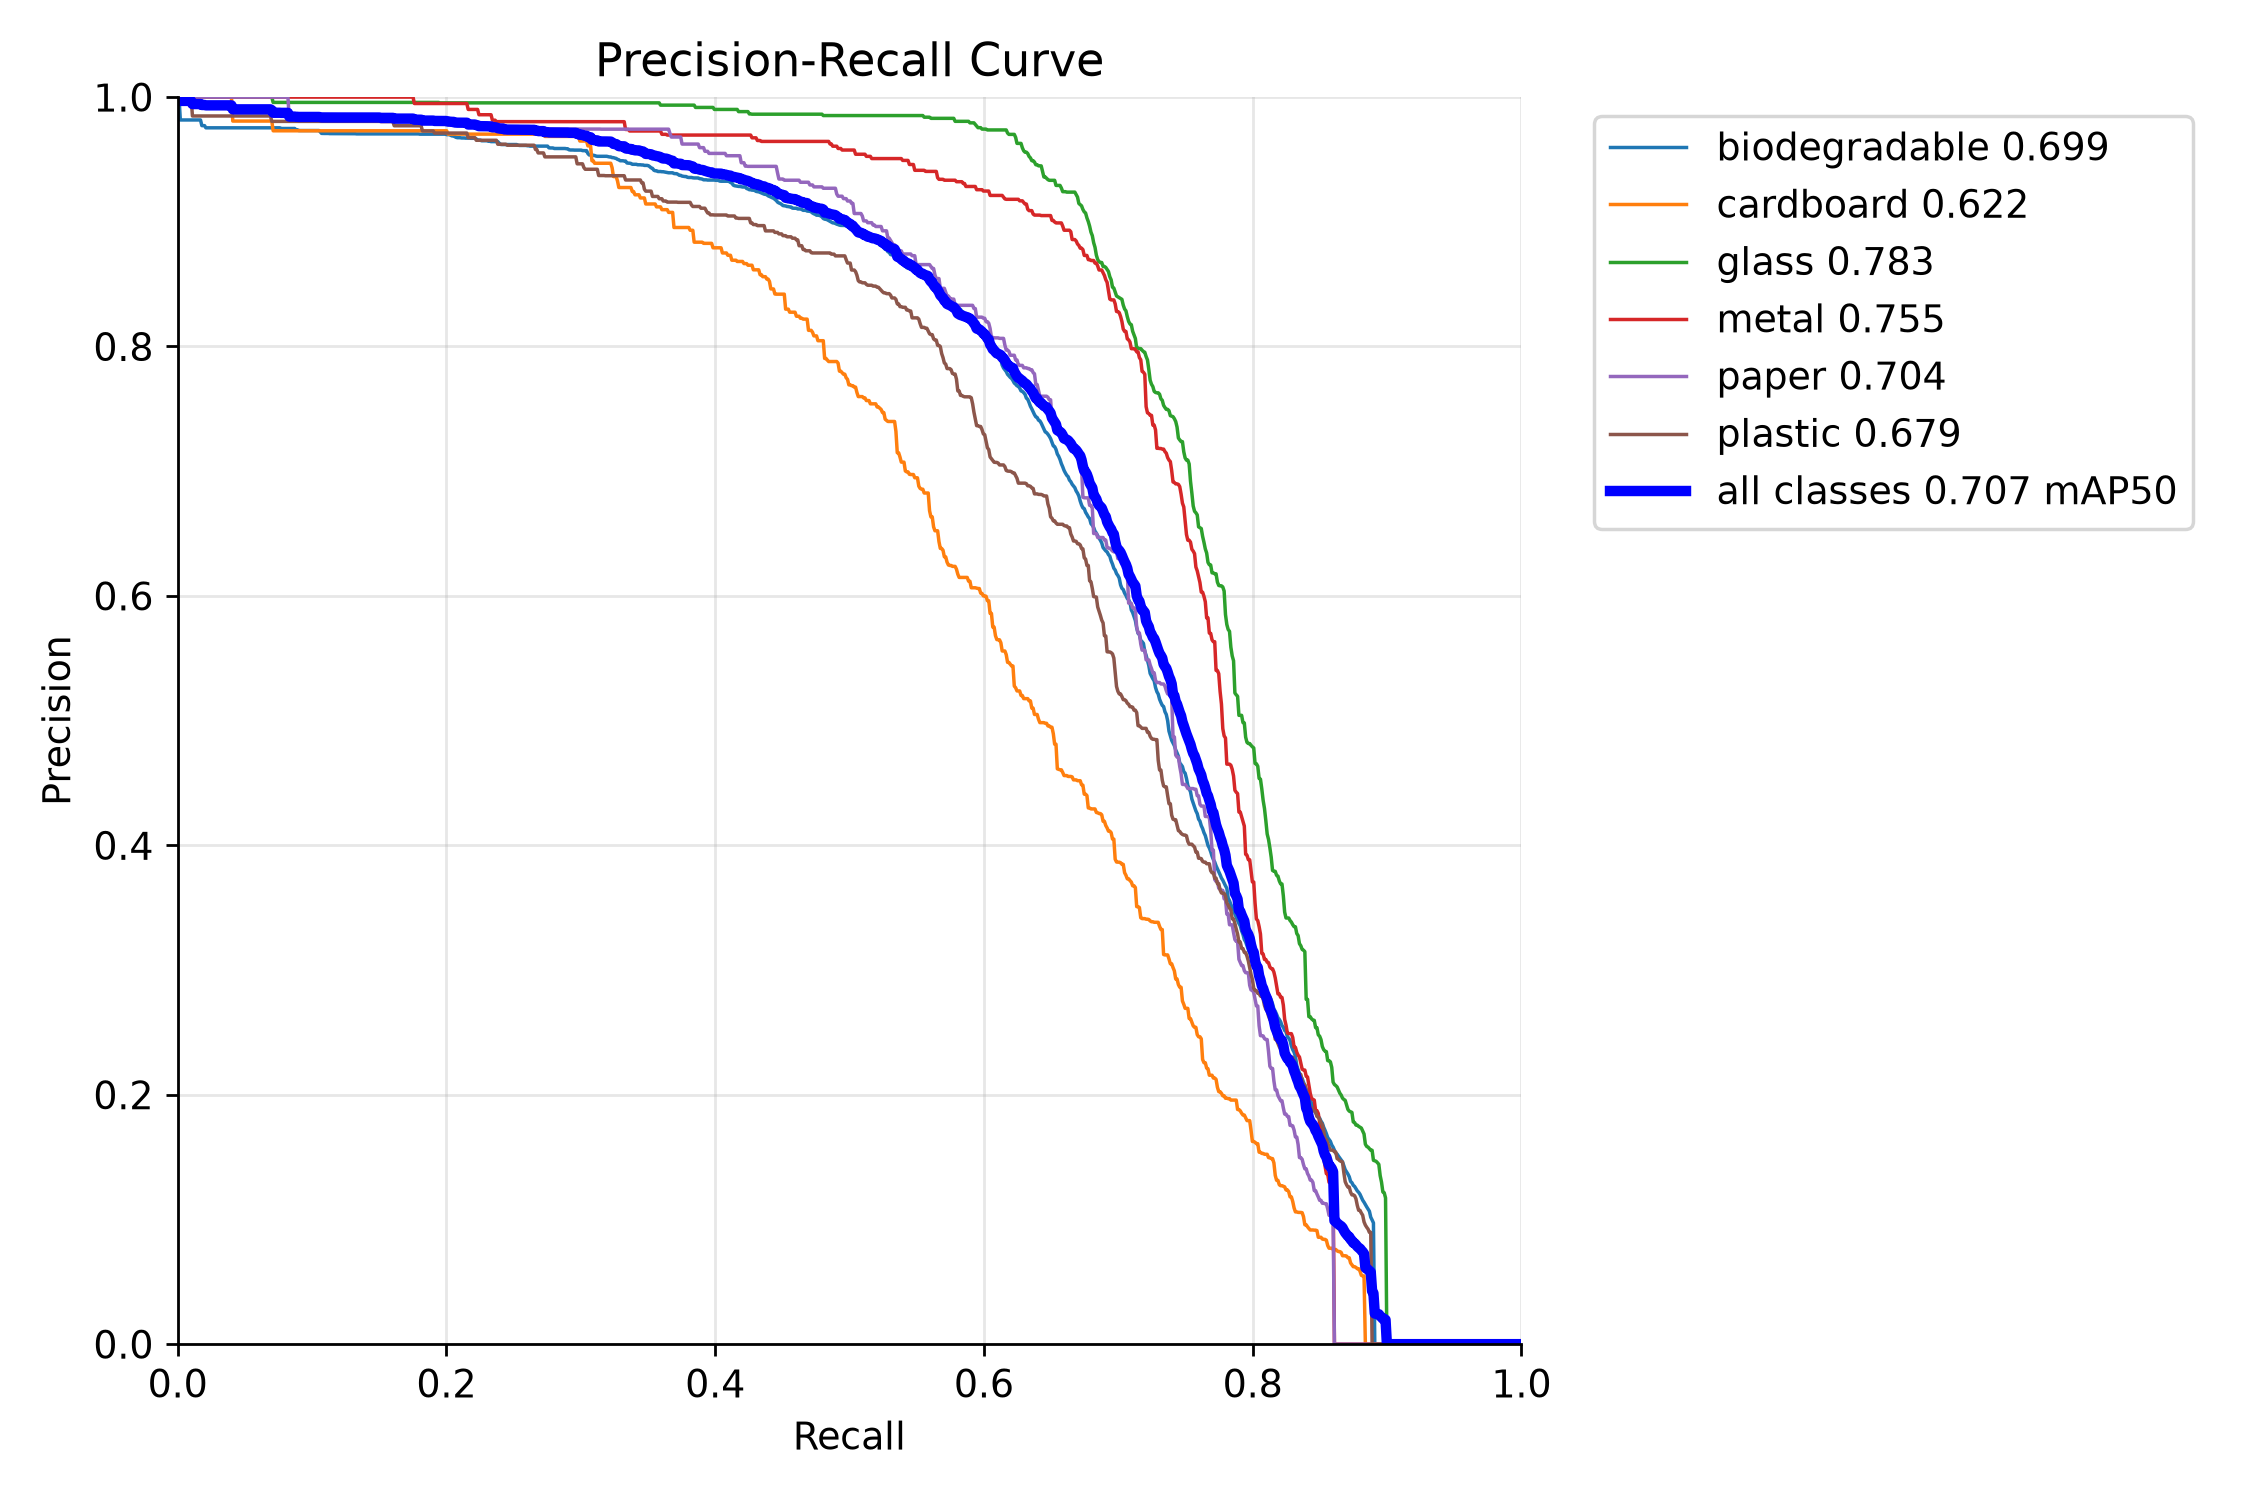 Precision-Recall Curve
1.0
0.8
0.6
0.4
0.2
0.0
Precision
0.0 0.2 0.4 0.6 0.8 1.0
Recall
biodegradable 0.699
cardboard 0.622
glass 0.783
metal 0.755
paper 0.704
plastic 0.679
all classes 0.707 mAP50